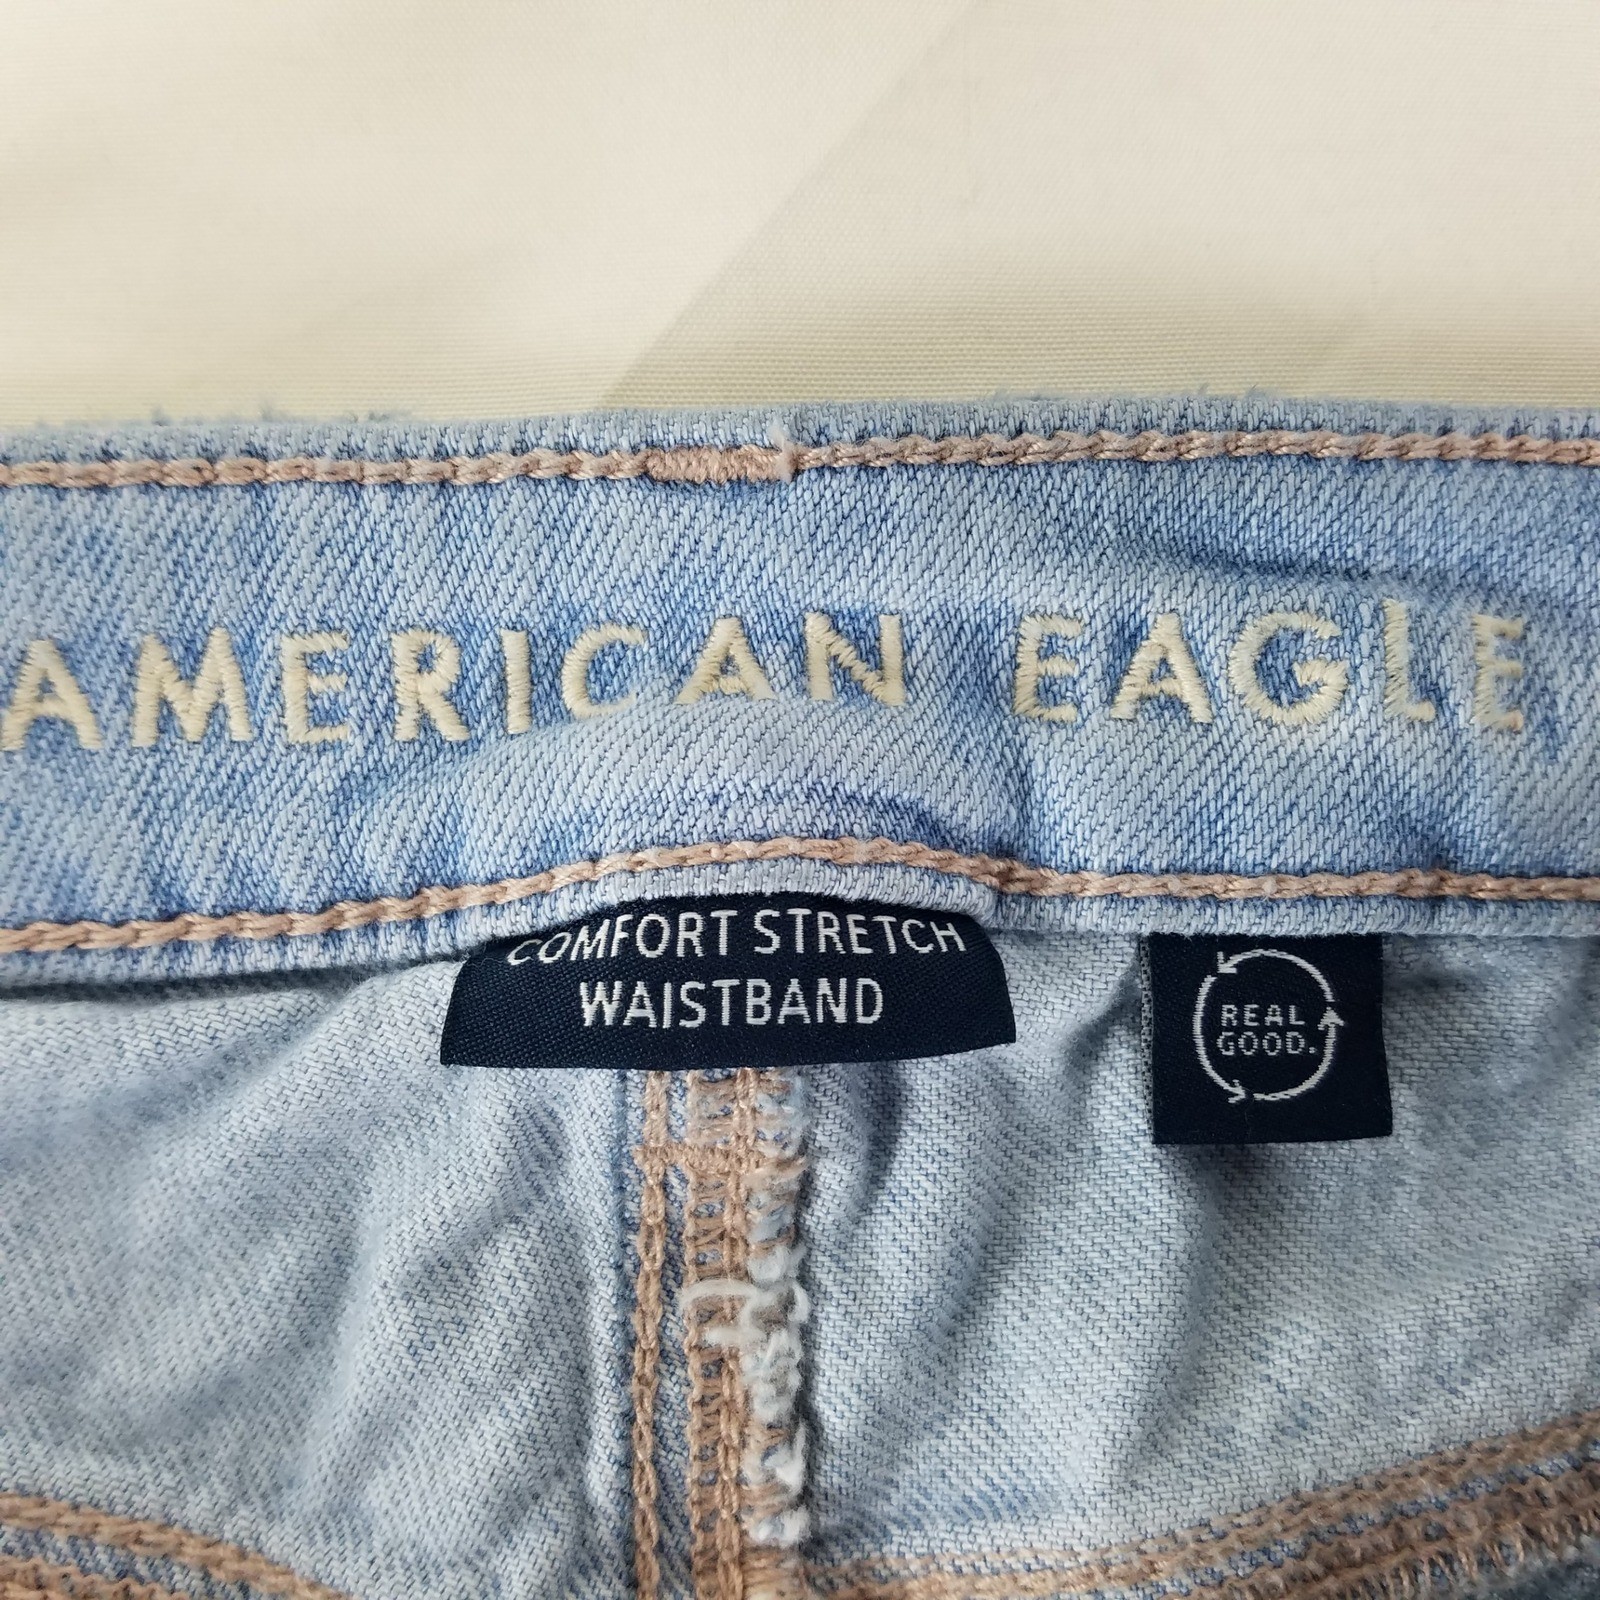 AMERICAN EAGLE
COMFORT STRETCH
WAISTBAND
REAL
GOOD.